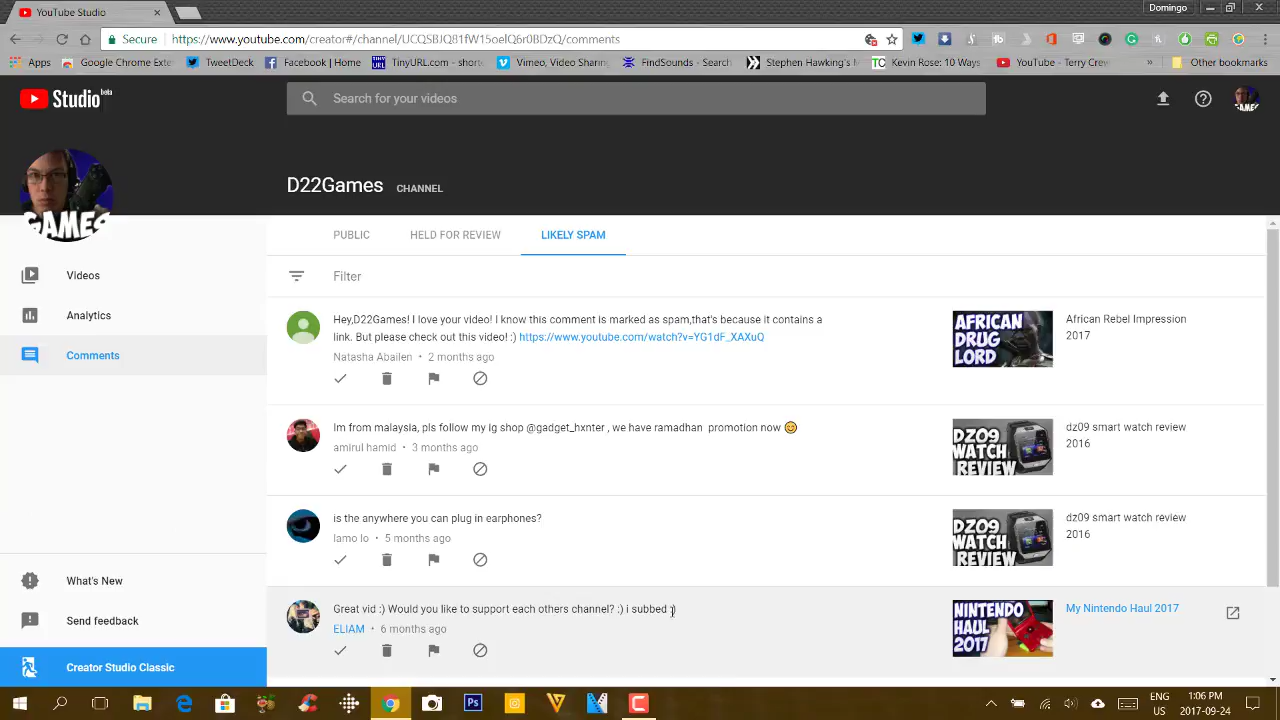 YouTube Studio
Domingo
Secure
https://www.youtube.com/creator#/channel/UCQSBJQ81fW15oelQ6r0BDzQ/comments
Apps
Google Chrome Exte
TweetDeck
Facebook | Home
TinyURL.com - shors
Vimeo, Video Sharing
FindSounds - Search
Stephen Hawking's H
Kevin Rose: 10 Ways
YouTube - Terry Crew
»
Other bookmarks
Studio beta
Search for your videos
D22Games CHANNEL
GAMES
PUBLIC
HELD FOR REVIEW
LIKELY SPAM
Filter
Videos
Analytics
Comments
Hey,D22Games! I love your video! I know this comment is marked as spam,that's because it contains a
link. But please check out this video! :) https://www.youtube.com/watch?v=YG1dF_XAXuQ
Natasha Abailen • 2 months ago
AFRICAN
DRUG
LORD
African Rebel Impression
2017
Im from malaysia, pls follow my ig shop @gadget_hxnter , we have ramadhan promotion now 😊
amirul hamid • 3 months ago
DZ09
WATCH
REVIEW
dz09 smart watch review
2016
is the anywhere you can plug in earphones?
lamo lo • 5 months ago
DZ09
WATCH
REVIEW
dz09 smart watch review
2016
Great vid :) Would you like to support each others channel? :) i subbed :)
ELIAM • 6 months ago
NINTENDO
HAUL
2017
My Nintendo Haul 2017
What's New
Send feedback
Creator Studio Classic
ENG
US
1:06 PM
2017-09-24